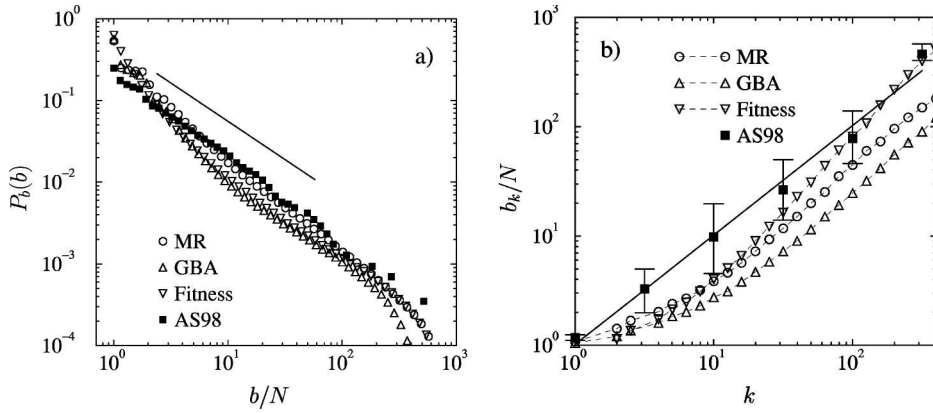 a)
10^0
10^{-1}
10^{-2}
10^{-3}
10^{-4}
P_b(b)
MR
GBA
Fitness
AS98
10^0 10^1 10^2 10^3
b/N
b)
10^3
10^2
10^1
10^0
b_k/N
MR
GBA
Fitness
AS98
10^0 10^1 10^2
k